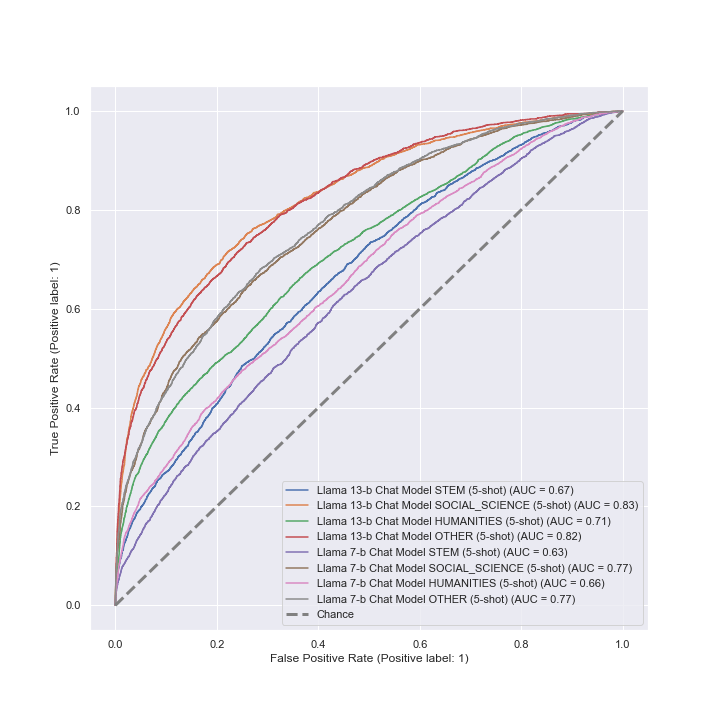 1.0
0.8
0.6
0.4
0.2
0.0
True Positive Rate (Positive label: 1)
Llama 13-b Chat Model STEM (5-shot) (AUC = 0.67)
Llama 13-b Chat Model SOCIAL_SCIENCE (5-shot) (AUC = 0.83)
Llama 13-b Chat Model HUMANITIES (5-shot) (AUC = 0.71)
Llama 13-b Chat Model OTHER (5-shot) (AUC = 0.82)
Llama 7-b Chat Model STEM (5-shot) (AUC = 0.63)
Llama 7-b Chat Model SOCIAL_SCIENCE (5-shot) (AUC = 0.77)
Llama 7-b Chat Model HUMANITIES (5-shot) (AUC = 0.66)
Llama 7-b Chat Model OTHER (5-shot) (AUC = 0.77)
Chance
0.0 0.2 0.4 0.6 0.8 1.0
False Positive Rate (Positive label: 1)